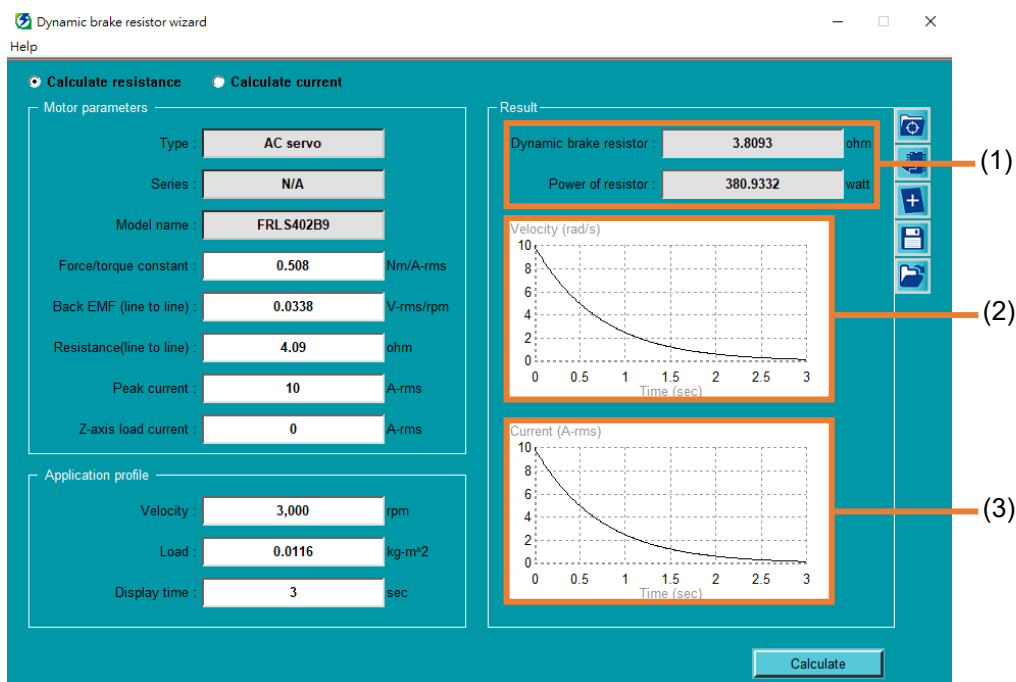 Dynamic brake resistor wizard
Help
Calculate resistance
Calculate current
Motor parameters
Type : AC servo
Series : N/A
Model name : FRLS402B9
Force/torque constant : 0.508 Nm/A-rms
Back EMF (line to line) : 0.0338 V-rms/rpm
Resistance(line to line) : 4.09 ohm
Peak current : 10 A-rms
Z-axis load current : 0 A-rms
Application profile
Velocity : 3,000 rpm
Load : 0.0116 kg-m^2
Display time : 3 sec
Result
Dynamic brake resistor : 3.8093 ohm
Power of resistor : 380.9332 watt
(1)
Velocity (rad/s)
10
8
6
4
2
0
0 0.5 1 1.5 2 2.5 3
Time (sec)
(2)
Current (A-rms)
10
8
6
4
2
0
0 0.5 1 1.5 2 2.5 3
Time (sec)
(3)
Calculate